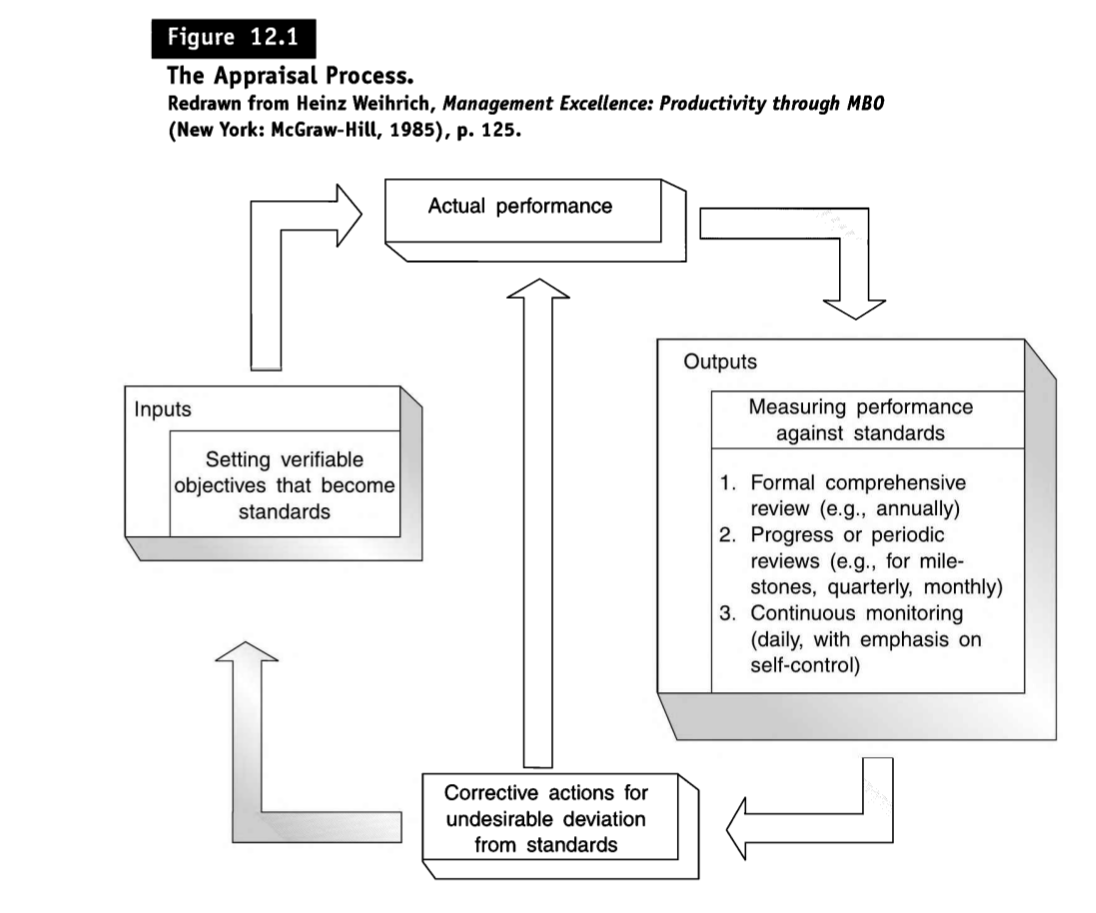 Figure 12.1
The Appraisal Process.
Redrawn from Heinz Weihrich, Management Excellence: Productivity through MBO
(New York: McGraw-Hill, 1985), p. 125.
Actual performance
Outputs
Measuring performance
against standards
1. Formal comprehensive
review (e.g., annually)
2. Progress or periodic
reviews (e.g., for mile-
stones, quarterly, monthly)
3. Continuous monitoring
(daily, with emphasis on
self-control)
Inputs
Setting verifiable
objectives that become
standards
Corrective actions for
undesirable deviation
from standards